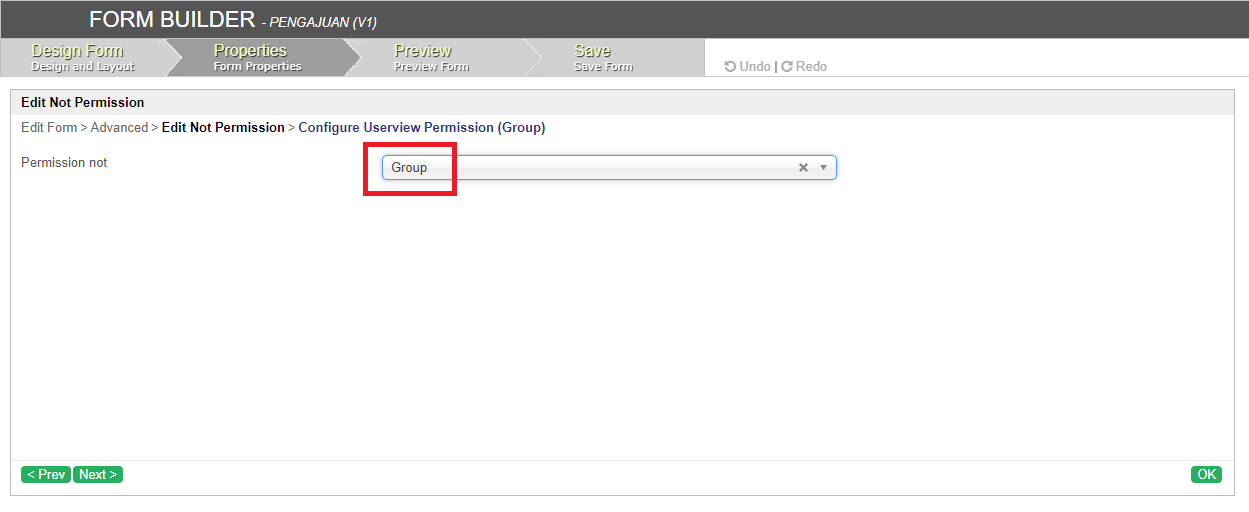 FORM BUILDER - PENGAJUAN (V1)
Design Form
Design and Layout
Properties
Form Properties
Preview
Preview Form
Save
Save Form
Undo | Redo
Edit Not Permission
Edit Form > Advanced > Edit Not Permission > Configure Userview Permission (Group)
Permission not
Group
< Prev Next >
OK